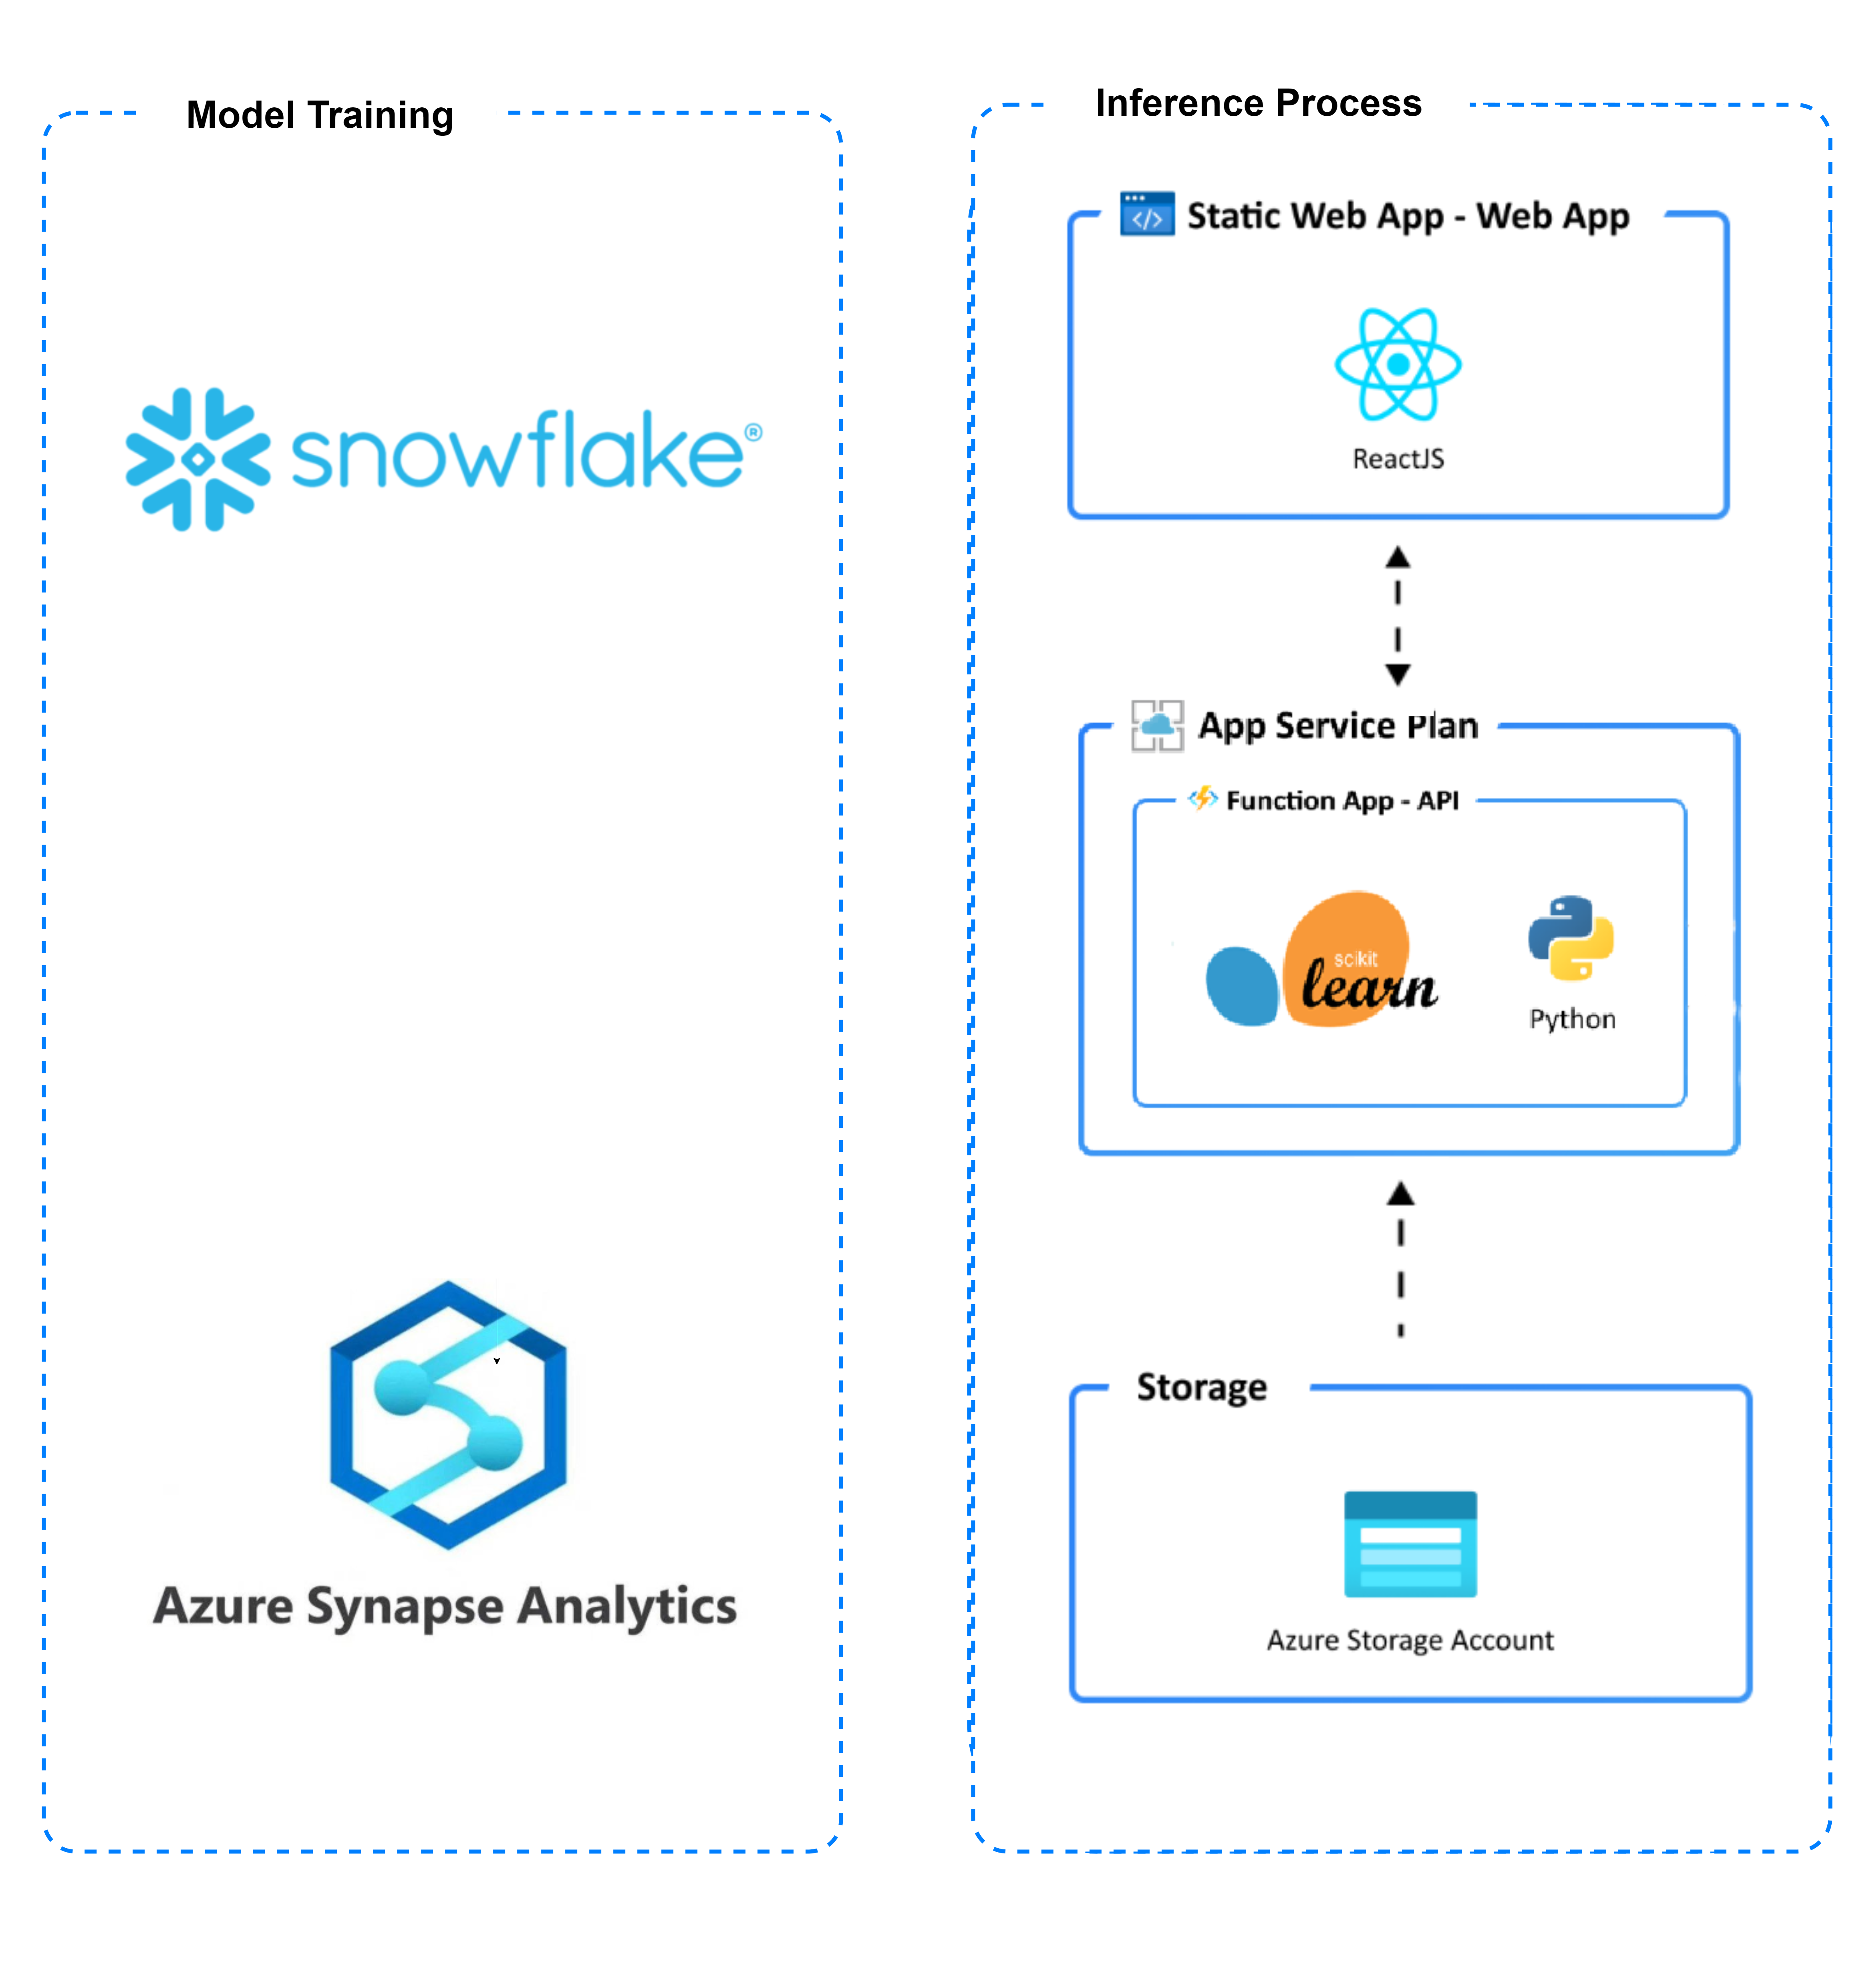 Model Training
snowflake®
Azure Synapse Analytics
Inference Process
Static Web App - Web App
ReactJS
App Service Plan
Function App - API
scikit
learn
Python
Storage
Azure Storage Account